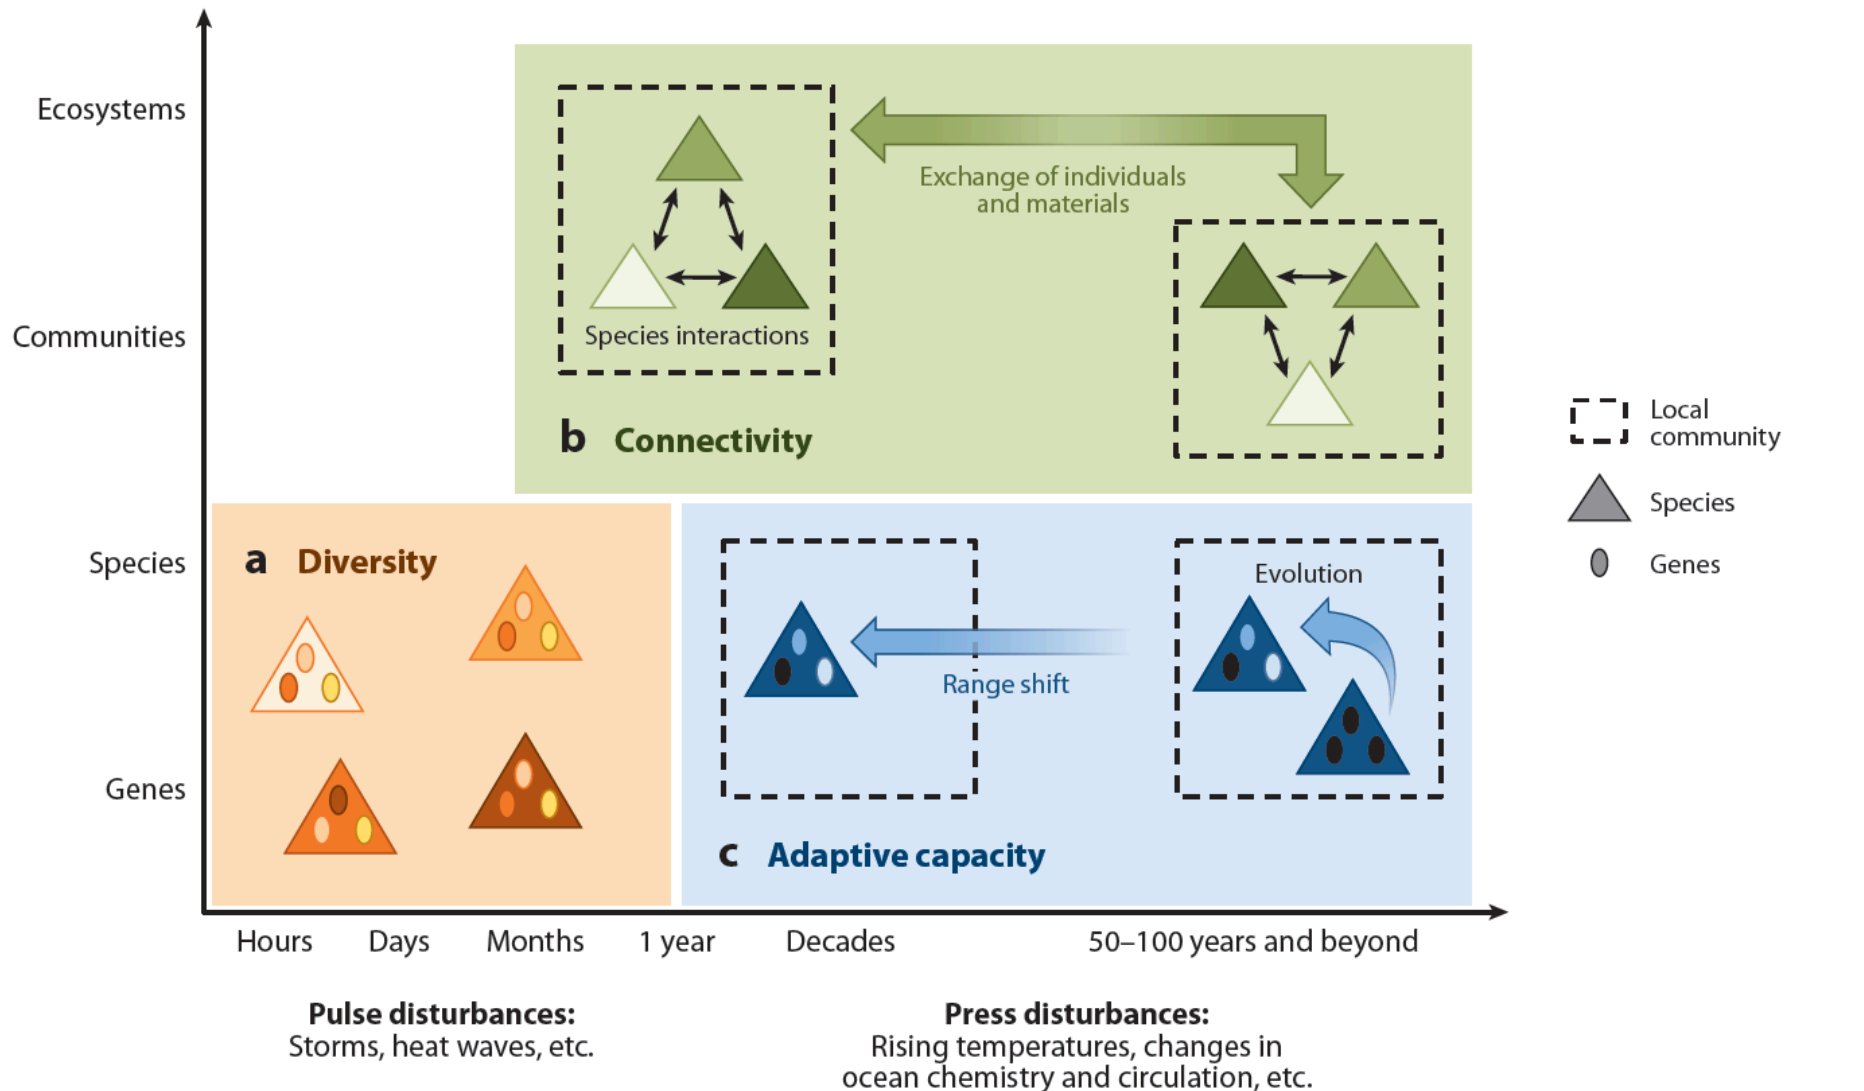 Ecosystems
Communities
Species
Genes
Exchange of individuals
and materials
Species interactions
b Connectivity
a Diversity
Evolution
Range shift
c Adaptive capacity
Local
community
Species
Genes
Hours Days Months 1 year Decades 50–100 years and beyond
Pulse disturbances:
Storms, heat waves, etc.
Press disturbances:
Rising temperatures, changes in
ocean chemistry and circulation, etc.